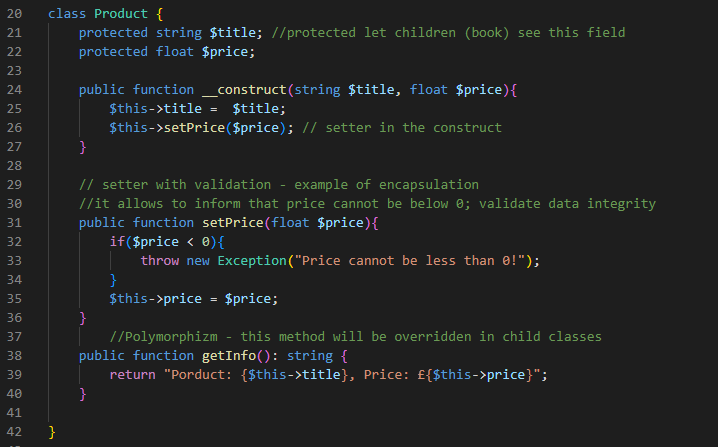 20 class Product {
21     protected string $title; //protected let children (book) see this field
22     protected float $price;
23
24     public function __construct(string $title, float $price){
25         $this->title =  $title;
26         $this->setPrice($price); // setter in the construct
27     }
28
29     // setter with validation - example of encapsulation
30     //it allows to inform that price cannot be below 0; validate data integrity
31     public function setPrice(float $price){
32         if($price < 0){
33             throw new Exception("Price cannot be less than 0!");
34         }
35         $this->price = $price;
36     }
37         //Polymorphizm - this method will be overridden in child classes
38     public function getInfo(): string {
39         return "Porduct: {$this->title}, Price: £{$this->price}";
40     }
41
42 }